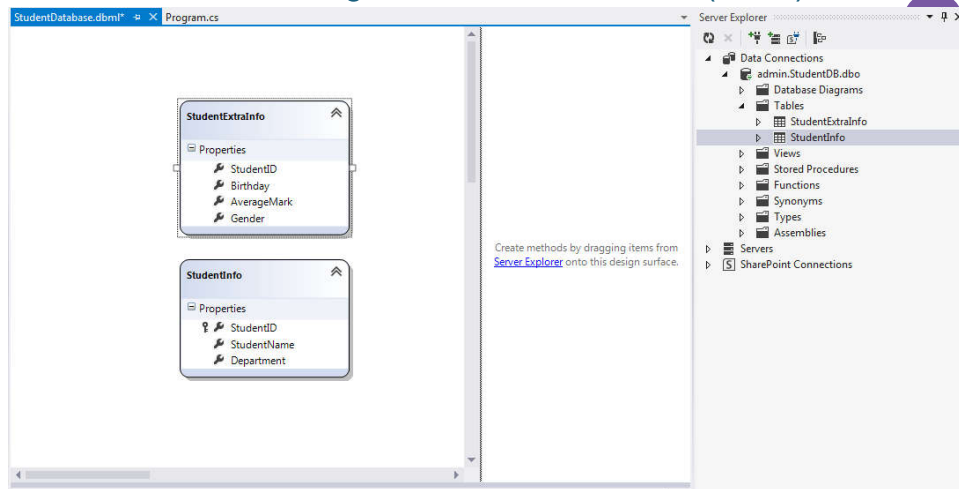 StudentDatabase.dbml*
Program.cs
StudentExtraInfo
Properties
StudentID
Birthday
AverageMark
Gender
StudentInfo
Properties
StudentID
StudentName
Department
Create methods by dragging items from
Server Explorer onto this design surface.
Server Explorer
Data Connections
admin.StudentDB.dbo
Database Diagrams
Tables
StudentExtraInfo
StudentInfo
Views
Stored Procedures
Functions
Synonyms
Types
Assemblies
Servers
SharePoint Connections